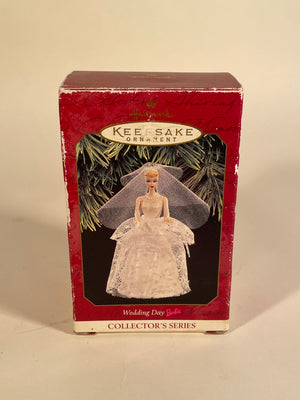 Hallmark
KEEPSAKE
ORNAMENT
Wedding Day Barbie
COLLECTOR'S SERIES